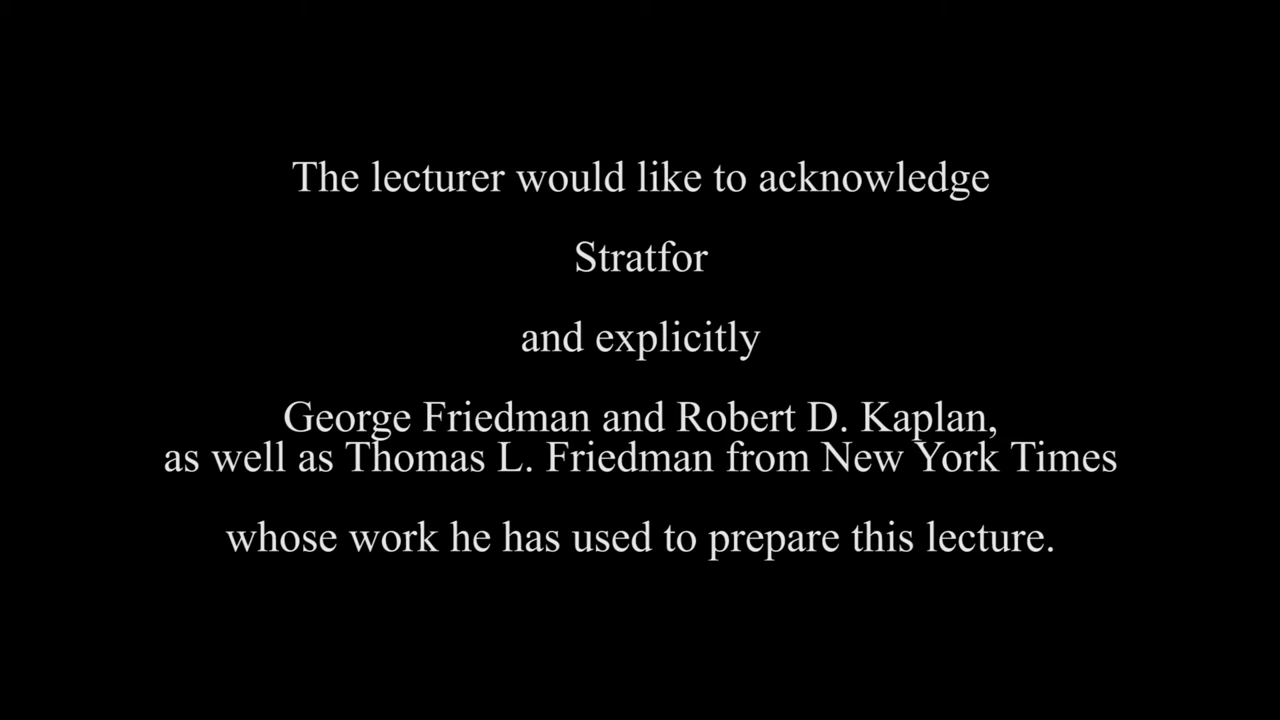 The lecturer would like to acknowledge
Stratfor
and explicitly
George Friedman and Robert D. Kaplan,
as well as Thomas L. Friedman from New York Times
whose work he has used to prepare this lecture.